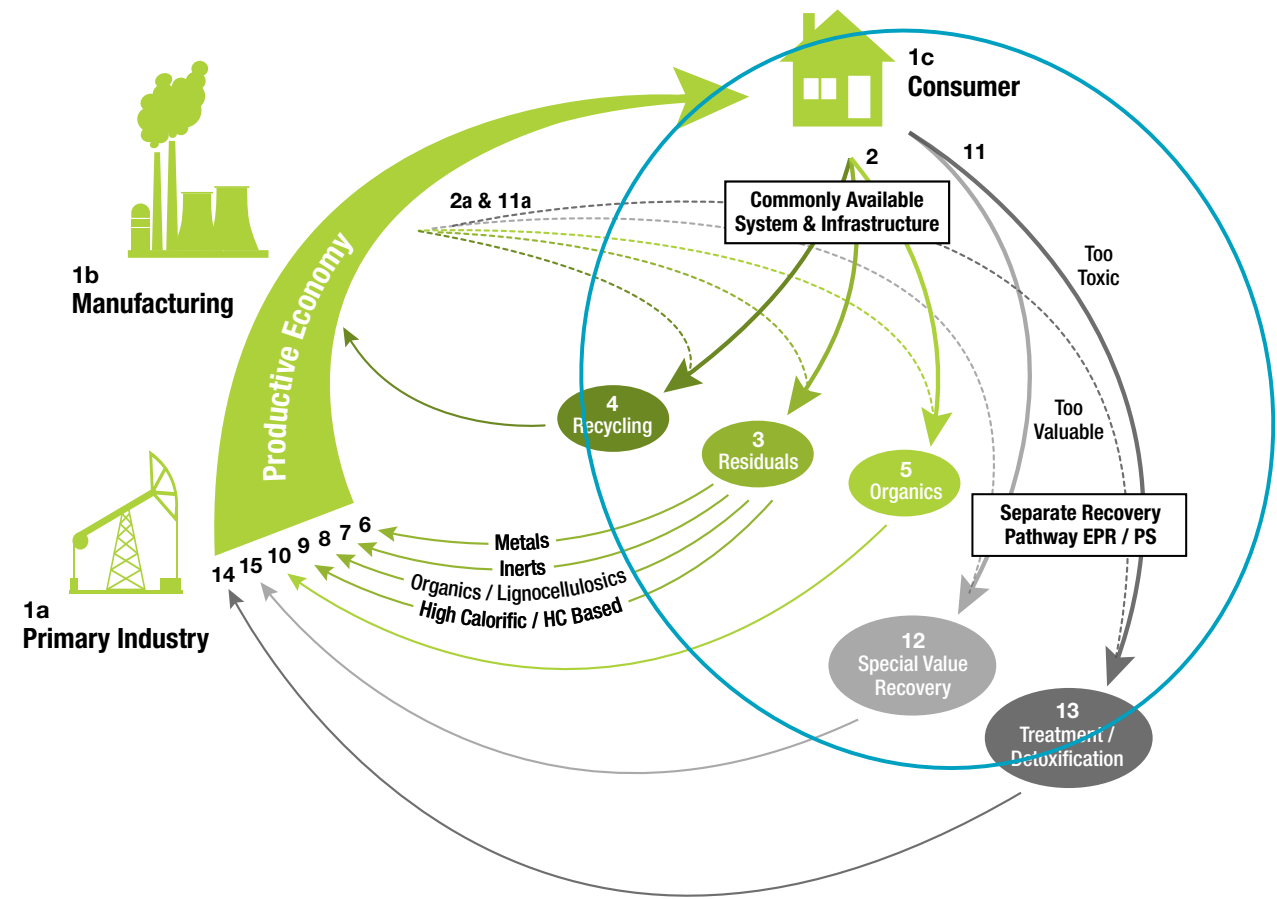 1c
Consumer
2
11
Commonly Available
System & Infrastructure
2a & 11a
Too
Toxic
1b
Manufacturing
Productive Economy
4
Recycling
3
Residuals
5
Organics
Too
Valuable
Separate Recovery
Pathway EPR / PS
6
7
8
9
10
15
14
Metals
Inerts
Organics / Lignocellulosics
High Calorific / HC Based
1a
Primary Industry
12
Special Value
Recovery
13
Treatment /
Detoxification